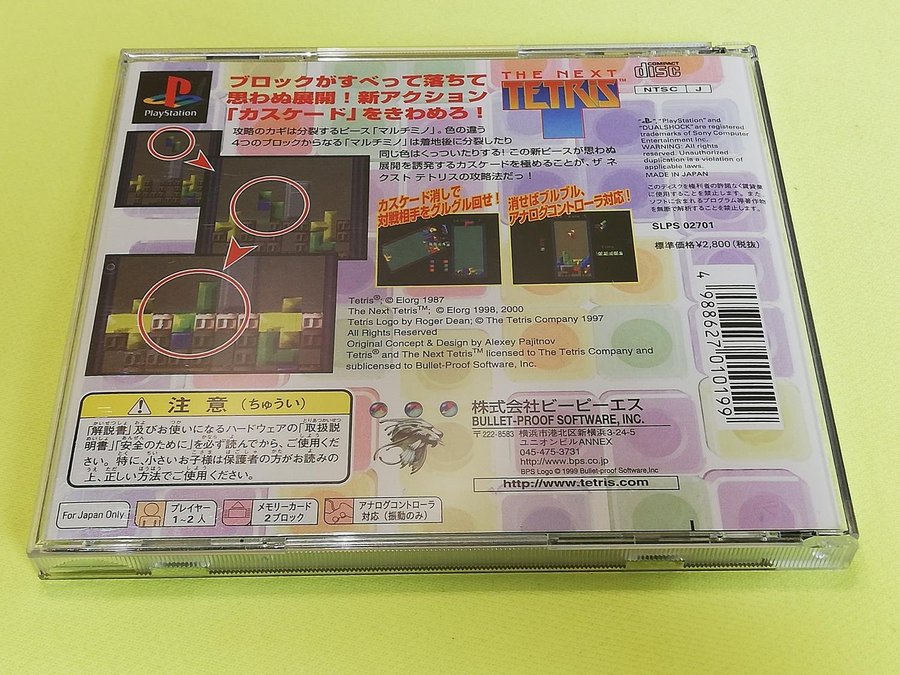 PlayStation
ブロックがすべって落ちて
思わぬ展開！新アクション
「カスケード」をきわめろ！
攻略のカギは分裂するピース「マルチミノ」。色の違う
4つのブロックからなる「マルチミノ」は着地後に分裂したり
同じ色はくっついたりする！この新ピースが思わぬ
展開を誘発するカスケードを極めることが、ザ ネ
クスト テトリスの攻略法だっ！
THE NEXT
TETRIS™
COMPACT
disc
NTSC J
"PlayStation" and
"DUALSHOCK" are registered
trademarks of Sony Computer
Entertainment Inc.
WARNING: All rights
reserved. Unauthorized
duplication is a violation of
applicable laws.
MADE IN JAPAN
このディスクを権利者の許諾なく賃貸業
に使用することを禁止します。また
ソフトに含まれるプログラム等著作物
を無断で解析することを禁止します。
SLPS 02701
標準価格¥2,800(税抜)
4 988627 010199
カスケード消しで
対戦相手をグルグル回せ！
消せばブルブル、
アナログコントローラ対応！
Tetris®; © Elorg 1987
The Next Tetris™; © Elorg 1998, 2000
Tetris Logo by Roger Dean; © The Tetris Company 1997
All Rights Reserved
Original Concept & Design by Alexey Pajitnov
Tetris® and The Next Tetris™ licensed to The Tetris Company and
sublicensed to Bullet-Proof Software, Inc.
注意（ちゅうい）
「解説書」及びお使いになるハードウェアの「取扱説
明書」「安全のために」を必ず読んでから、ご使用くだ
さい。特に、小さいお子様は保護者の方がお読みの
上、正しい方法でご使用ください。
株式会社ビーピーエス
BULLET-PROOF SOFTWARE, INC.
〒222-8583 横浜市港北区新横浜3-24-5
ユニオンビルANNEX
045-475-3731
http://www.bps.co.jp
BPS Logo © 1999 Bullet-proof Software,Inc
http://www.tetris.com
For Japan Only
プレイヤー
1～2人
メモリーカード
2ブロック
アナログコントローラ
対応（振動のみ）